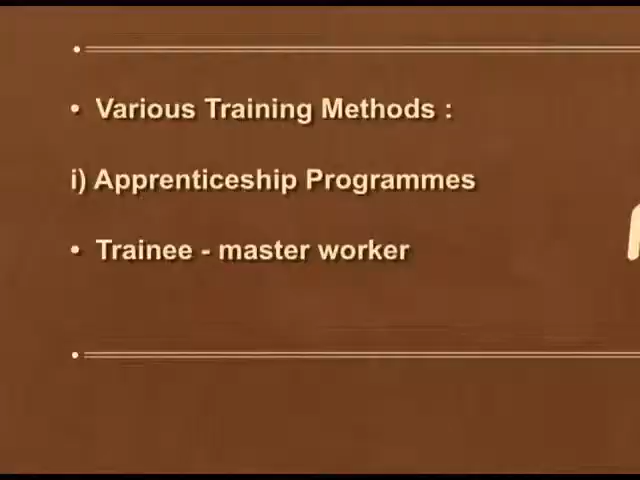 • Various Training Methods :
i) Apprenticeship Programmes
• Trainee - master worker